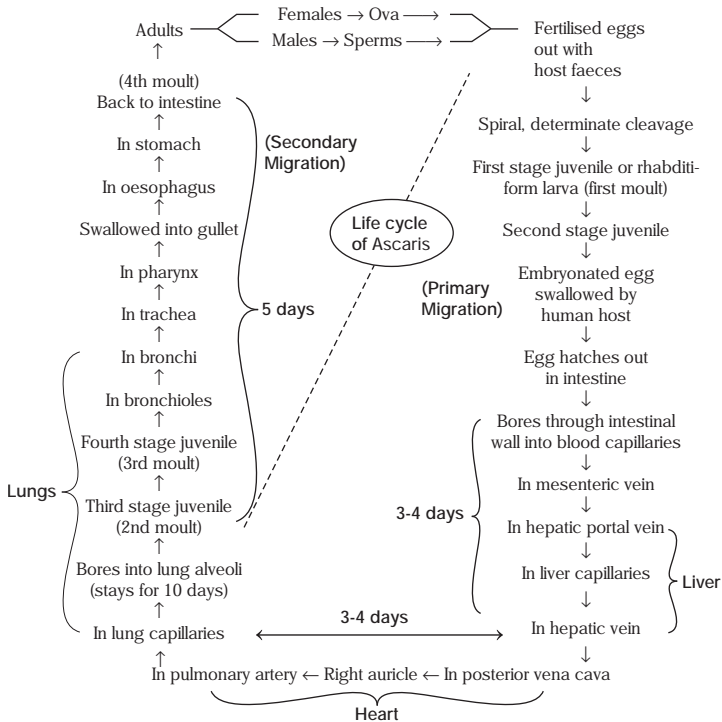 Adults
Females → Ova →
Males → Sperms →
Fertilised eggs
out with
host faeces
↓
Spiral, determinate cleavage
↓
First stage juvenile or rhabditi-
form larva (first moult)
↓
Second stage juvenile
↓
Embryonated egg
swallowed by
human host
↓
Egg hatches out
in intestine
↓
Bores through intestinal
wall into blood capillaries
↓
In mesenteric vein
↓
In hepatic portal vein
↓
In liver capillaries
↓
In hepatic vein
↓
3-4 days
Liver
(Primary
Migration)
Life cycle
of Ascaris
3-4 days
In pulmonary artery ← Right auricle ← In posterior vena cava
Heart
↑
In lung capillaries
↑
Bores into lung alveoli
(stays for 10 days)
↑
Third stage juvenile
(2nd moult)
↑
Fourth stage juvenile
(3rd moult)
↑
In bronchioles
↑
In bronchi
↑
In trachea
↑
In pharynx
↑
Swallowed into gullet
↑
In oesophagus
↑
In stomach
↑
(4th moult)
Back to intestine
↑
Lungs
5 days
(Secondary
Migration)